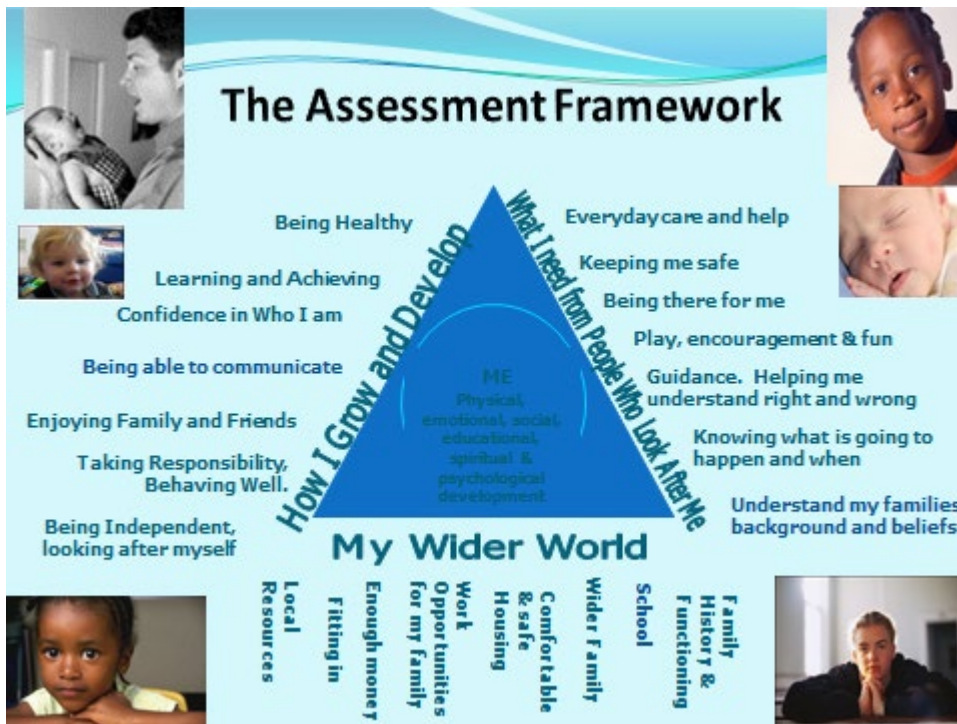 The Assessment Framework
Being Healthy
Learning and Achieving
Confidence in Who I am
Being able to communicate
Enjoying Family and Friends
Taking Responsibility,
Behaving Well.
Being Independent,
looking after myself
How I Grow and Develop
What I need from People Who Look After Me
Everyday care and help
Keeping me safe
Being there for me
Play, encouragement & fun
Guidance. Helping me
understand right and wrong
Knowing what is going to
happen and when
Understand my families
background and beliefs
ME
Physical,
emotional, social,
educational,
spiritual &
psychological
development
My Wider World
Local
Resources
Fitting in
Enough money
Work
Opportunities
for my family
Comfortable
& safe
Housing
Wider Family
School
Family
History &
Functioning